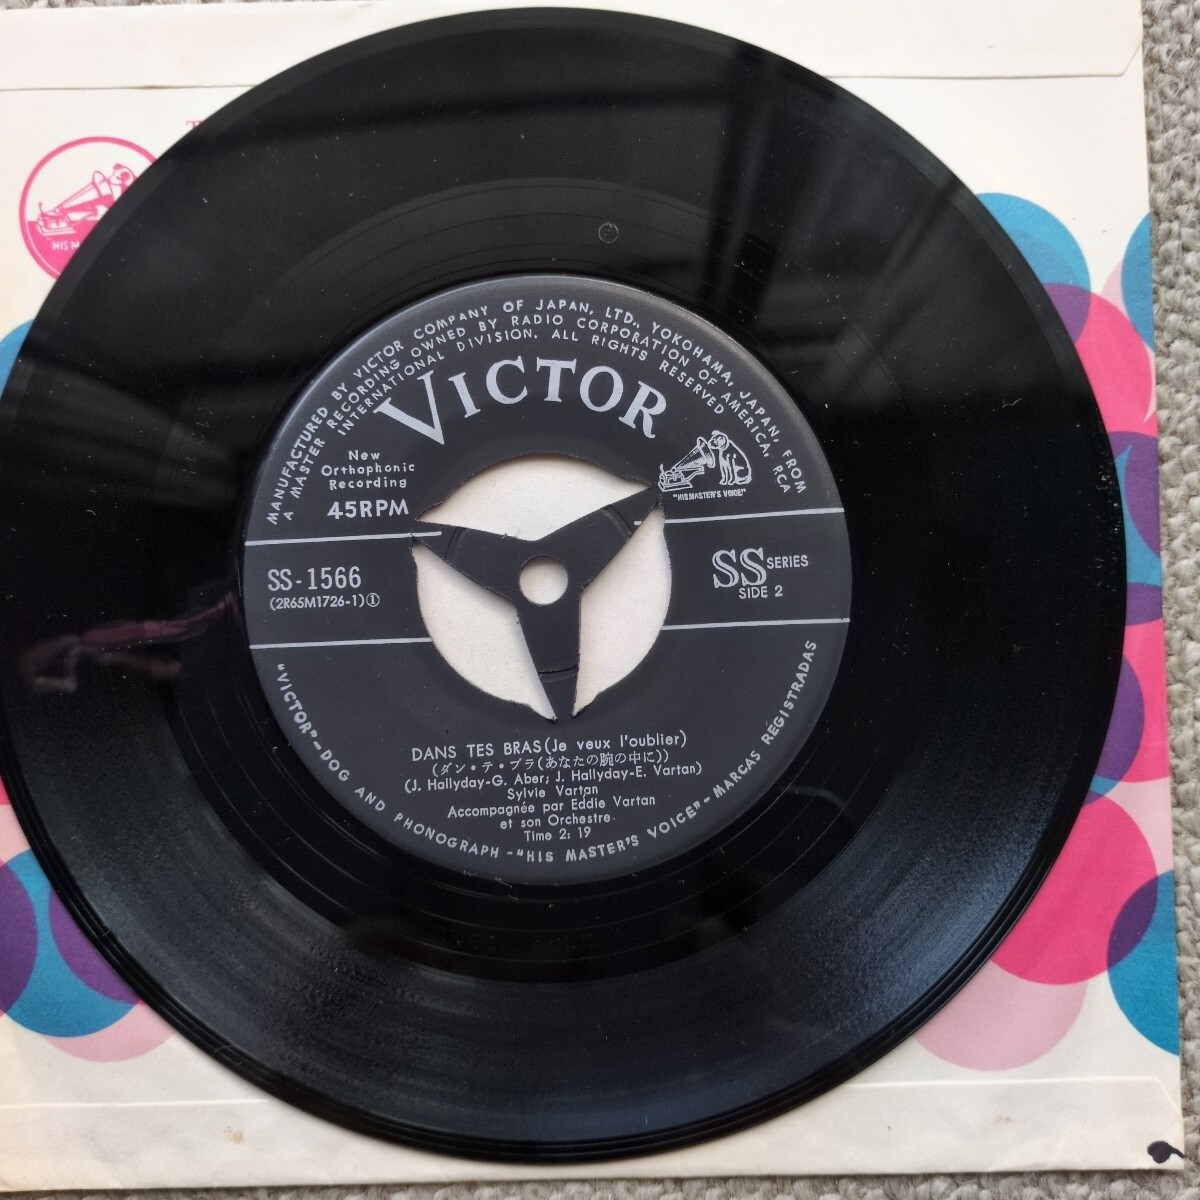 T
HIS M
MANUFACTURED BY VICTOR COMPANY OF JAPAN, LTD., YOKOHAMA, JAPAN, FROM
A MASTER RECORDING OWNED BY RADIO CORPORATION OF AMERICA, RCA
INTERNATIONAL DIVISION. ALL RIGHTS RESERVED
VICTOR
"HIS MASTER'S VOICE"
New
Orthophonic
Recording
45RPM
SS-1566
(2R65M1726-1)①
SS SERIES
SIDE 2
DANS TES BRAS(Je veux l'oublier)
(ダン・テ・ブラ(あなたの腕の中に))
(J. Hallyday-G. Aber; J. Hallyday-E. Vartan)
Sylvie Vartan
Accompagnée par Eddie Vartan
et son Orchestre
Time 2: 19
"VICTOR"-DOG AND PHONOGRAPH-"HIS MASTER'S VOICE"-MARCAS REGISTRADAS